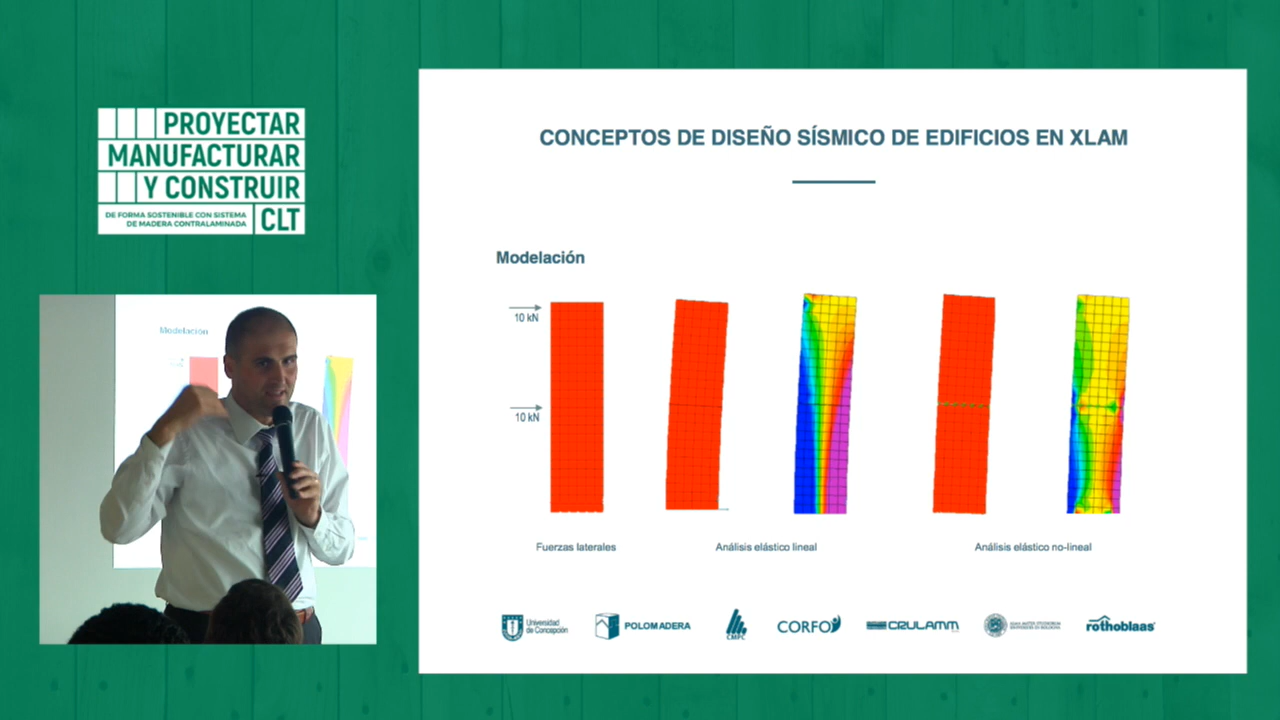 PROYECTAR
MANUFACTURAR
Y CONSTRUIR
DE FORMA SOSTENIBLE CON SISTEMA
DE MADERA CONTRALAMINADA
CLT
CONCEPTOS DE DISEÑO SÍSMICO DE EDIFICIOS EN XLAM
Modelación
10 kN
10 kN
Fuerzas laterales
Análisis elástico lineal
Análisis elástico no-lineal
Universidad
de Concepción
POLOMADERA
CMPC
CORFO
CRULAMM
rothoblaas
Modelación